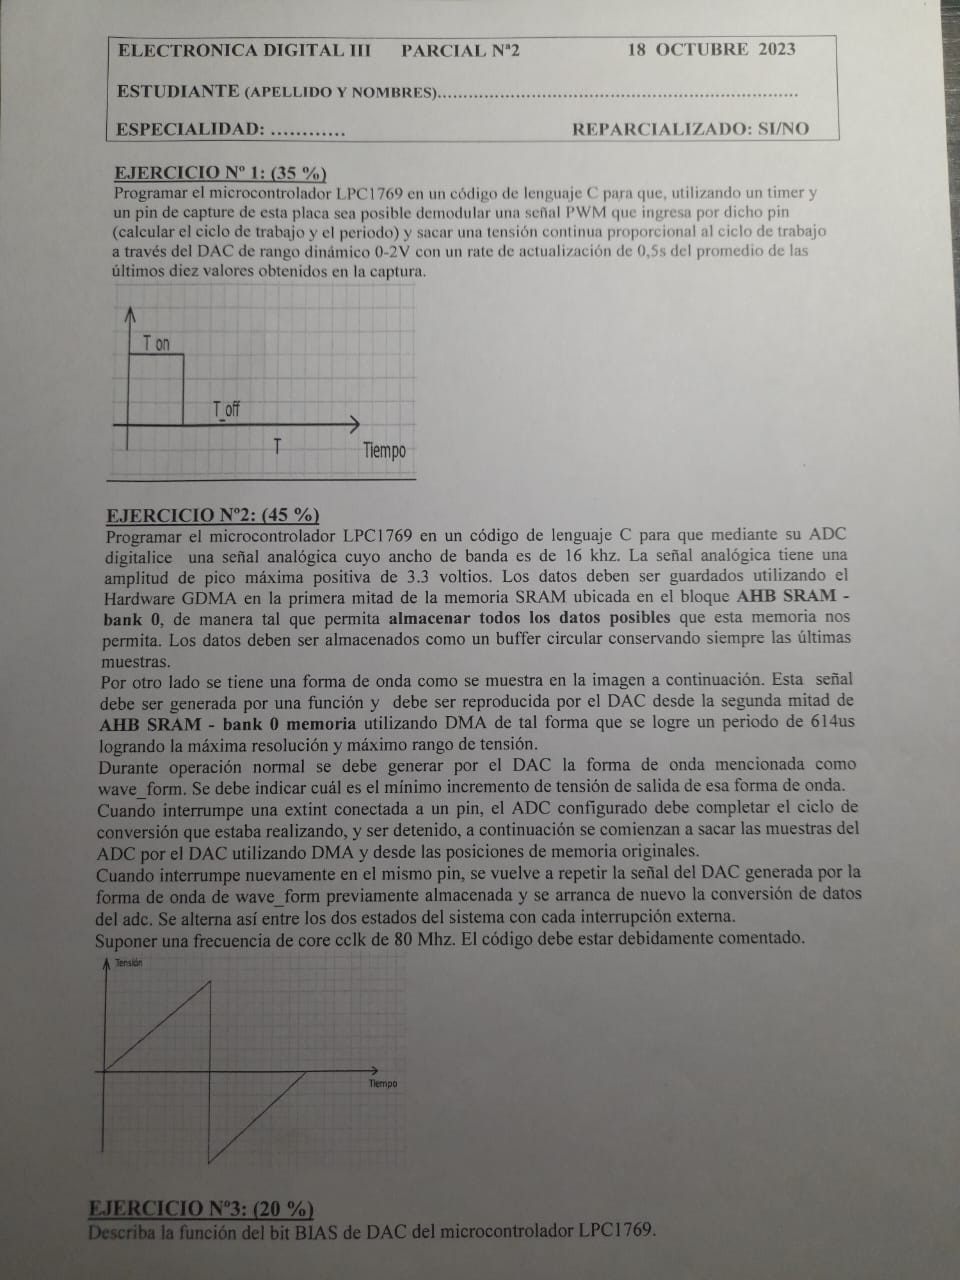 ELECTRONICA DIGITAL III PARCIAL Nª2 18 OCTUBRE 2023
ESTUDIANTE (APELLIDO Y NOMBRES)......................................................................
ESPECIALIDAD: ............ REPARCIALIZADO: SI/NO
EJERCICIO Nº 1: (35 %)
Programar el microcontrolador LPC1769 en un código de lenguaje C para que, utilizando un timer y
un pin de capture de esta placa sea posible demodular una señal PWM que ingresa por dicho pin
(calcular el ciclo de trabajo y el periodo) y sacar una tensión continua proporcional al ciclo de trabajo
a través del DAC de rango dinámico 0-2V con un rate de actualización de 0,5s del promedio de las
últimos diez valores obtenidos en la captura.
T on
T_off
T
Tiempo
EJERCICIO Nº2: (45 %)
Programar el microcontrolador LPC1769 en un código de lenguaje C para que mediante su ADC
digitalice una señal analógica cuyo ancho de banda es de 16 khz. La señal analógica tiene una
amplitud de pico máxima positiva de 3.3 voltios. Los datos deben ser guardados utilizando el
Hardware GDMA en la primera mitad de la memoria SRAM ubicada en el bloque AHB SRAM -
bank 0, de manera tal que permita almacenar todos los datos posibles que esta memoria nos
permita. Los datos deben ser almacenados como un buffer circular conservando siempre las últimas
muestras.
Por otro lado se tiene una forma de onda como se muestra en la imagen a continuación. Esta señal
debe ser generada por una función y debe ser reproducida por el DAC desde la segunda mitad de
AHB SRAM - bank 0 memoria utilizando DMA de tal forma que se logre un periodo de 614us
logrando la máxima resolución y máximo rango de tensión.
Durante operación normal se debe generar por el DAC la forma de onda mencionada como
wave_form. Se debe indicar cuál es el mínimo incremento de tensión de salida de esa forma de onda.
Cuando interrumpe una extint conectada a un pin, el ADC configurado debe completar el ciclo de
conversión que estaba realizando, y ser detenido, a continuación se comienzan a sacar las muestras del
ADC por el DAC utilizando DMA y desde las posiciones de memoria originales.
Cuando interrumpe nuevamente en el mismo pin, se vuelve a repetir la señal del DAC generada por la
forma de onda de wave_form previamente almacenada y se arranca de nuevo la conversión de datos
del adc. Se alterna así entre los dos estados del sistema con cada interrupción externa.
Suponer una frecuencia de core cclk de 80 Mhz. El código debe estar debidamente comentado.
Tensión
Tiempo
EJERCICIO Nº3: (20 %)
Describa la función del bit BIAS de DAC del microcontrolador LPC1769.